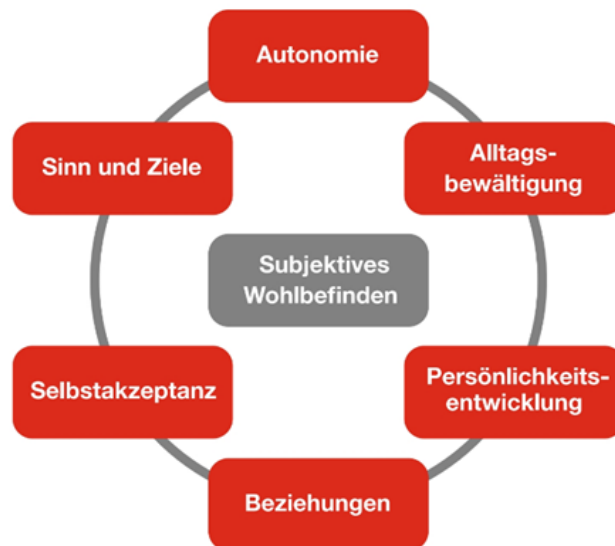 Autonomie
Sinn und Ziele
Alltags-
bewältigung
Subjektives
Wohlbefinden
Selbstakzeptanz
Persönlichkeits-
entwicklung
Beziehungen